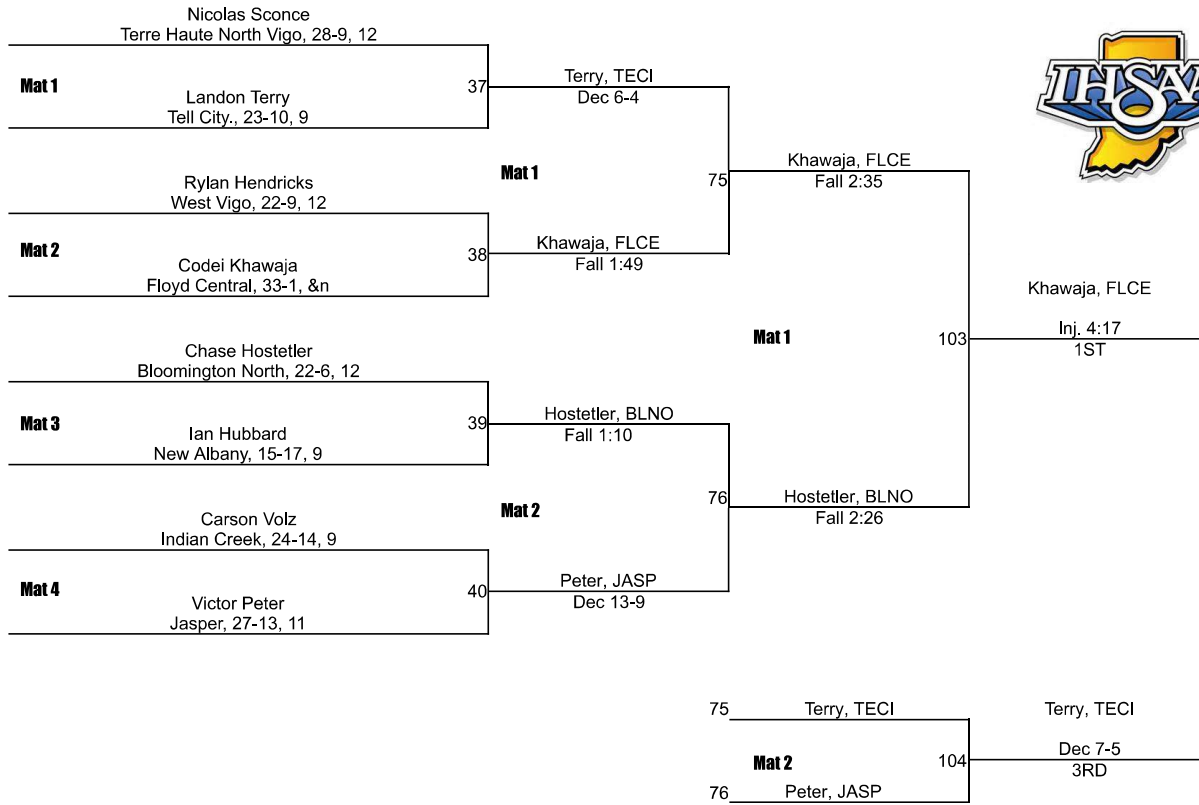 Nicolas Sconce
Terre Haute North Vigo, 28-9, 12
Mat 1
Landon Terry
Tell City., 23-10, 9
37
Terry, TECI
Dec 6-4
Rylan Hendricks
West Vigo, 22-9, 12
Mat 2
Codei Khawaja
Floyd Central, 33-1, &n
38
Khawaja, FLCE
Fall 1:49
Mat 1
75
Khawaja, FLCE
Fall 2:35
Chase Hostetler
Bloomington North, 22-6, 12
Mat 3
Ian Hubbard
New Albany, 15-17, 9
39
Hostetler, BLNO
Fall 1:10
Carson Volz
Indian Creek, 24-14, 9
Mat 4
Victor Peter
Jasper, 27-13, 11
40
Peter, JASP
Dec 13-9
Mat 2
76
Hostetler, BLNO
Fall 2:26
Mat 1
103
Khawaja, FLCE
Inj. 4:17
1ST
IHSAA
75
Terry, TECI
Mat 2
76
Peter, JASP
104
Terry, TECI
Dec 7-5
3RD